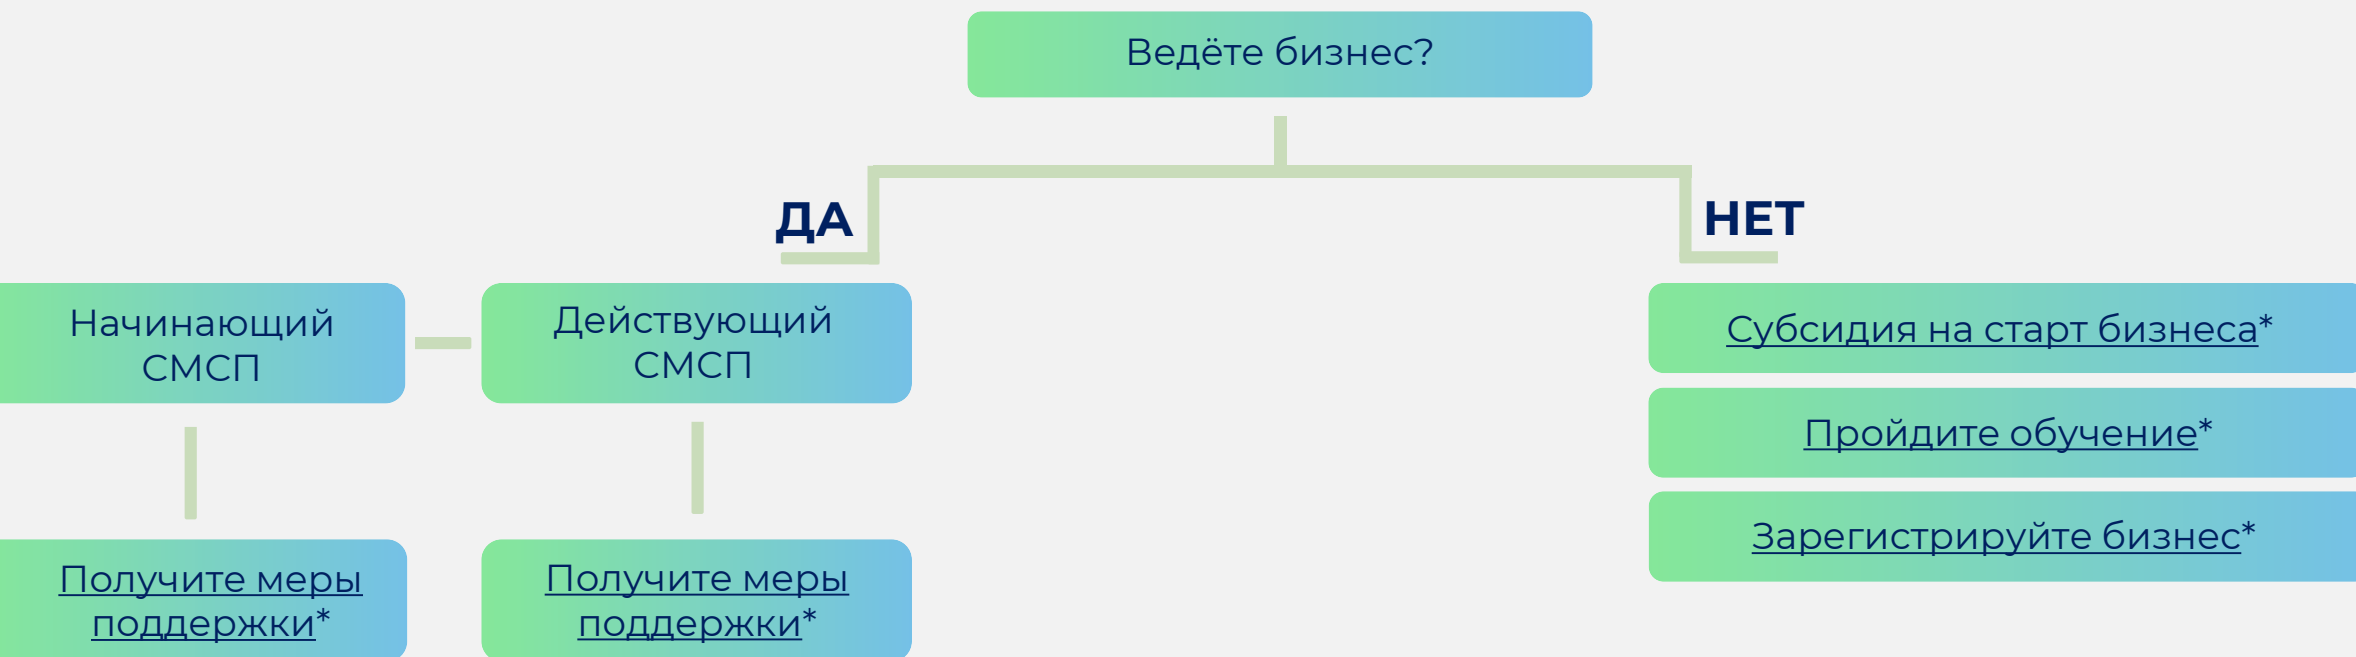 Ведёте бизнес?
ДА
НЕТ
Начинающий
СМСП
Действующий
СМСП
Получите меры
поддержки*
Получите меры
поддержки*
Субсидия на старт бизнеса*
Пройдите обучение*
Зарегистрируйте бизнес*